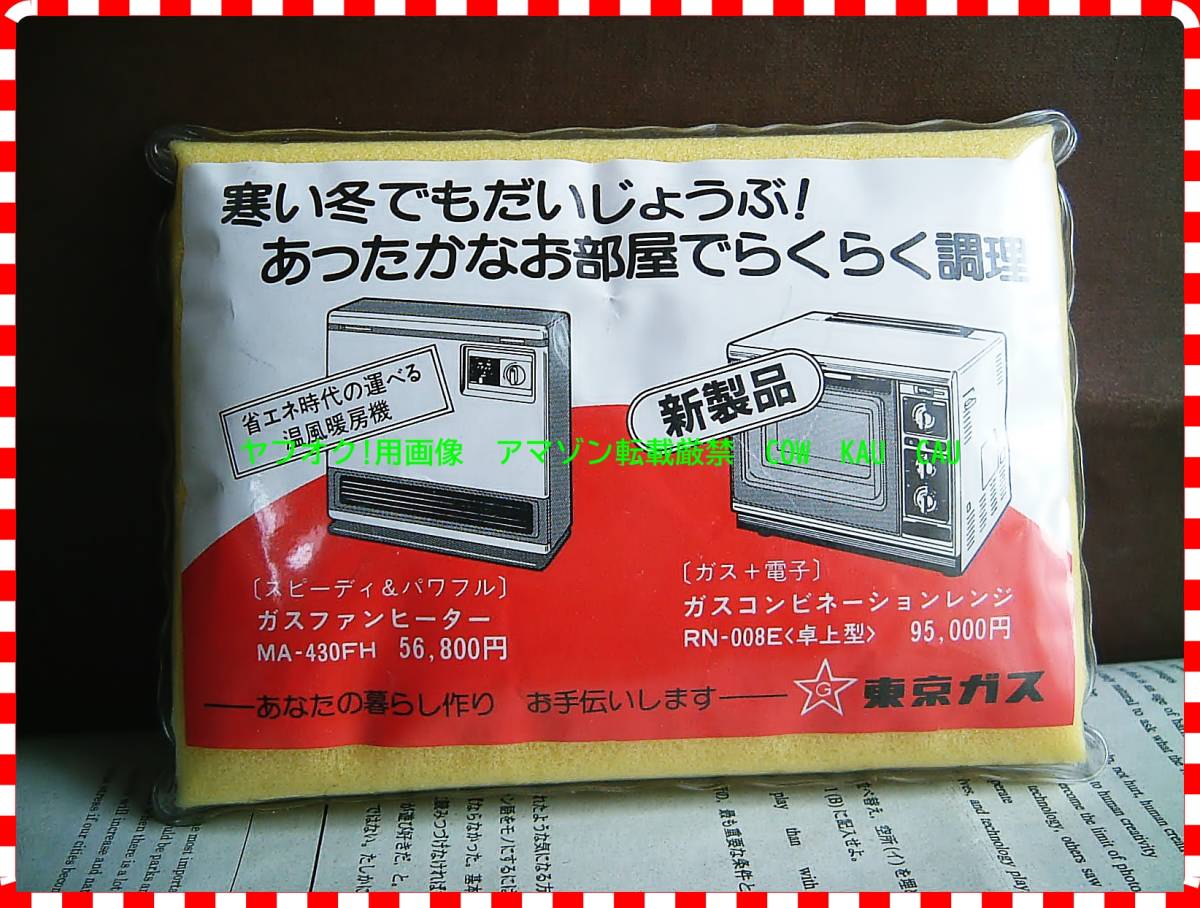 寒い冬でもだいじょうぶ!
あったかなお部屋でらくらく調理
省エネ時代の運べる
温風暖房機
新製品
ヤフオク!用画像　アマゾン転載厳禁　COW　KAU　CAU
〔スピーディ&パワフル〕
ガスファンヒーター
MA-430FH 56,800円
〔ガス+電子〕
ガスコンビネーションレンジ
RN-008E〈卓上型〉 95,000円
あなたの暮らし作り　お手伝いします
G 東京ガス